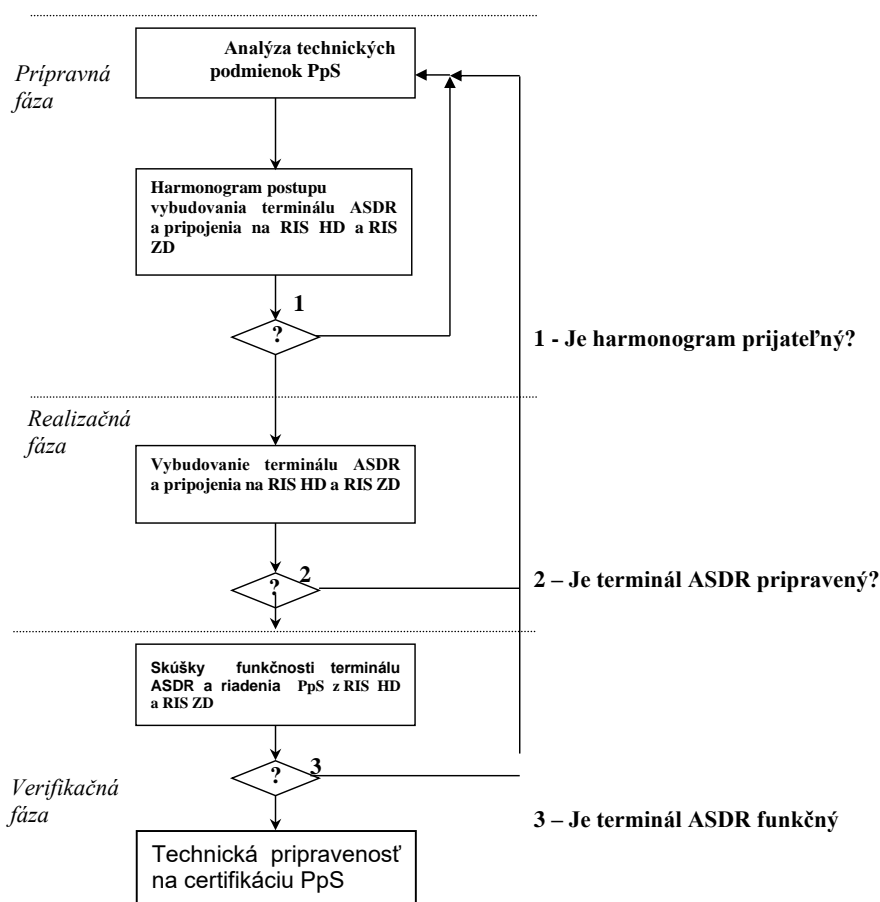 Prípravná
fáza
Analýza technických
podmienok PpS
Harmonogram postupu
vybudovania terminálu ASDR
a pripojenia na RIS HD a RIS
ZD
1
?
1 - Je harmonogram prijateľný?
Realizačná
fáza
Vybudovanie terminálu ASDR
a pripojenia na RIS HD a RIS ZD
2
?
2 – Je terminál ASDR pripravený?
Skúšky funkčnosti terminálu
ASDR a riadenia PpS z RIS HD
a RIS ZD
3
?
Verifikačná
fáza
3 – Je terminál ASDR funkčný
Technická pripravenosť
na certifikáciu PpS